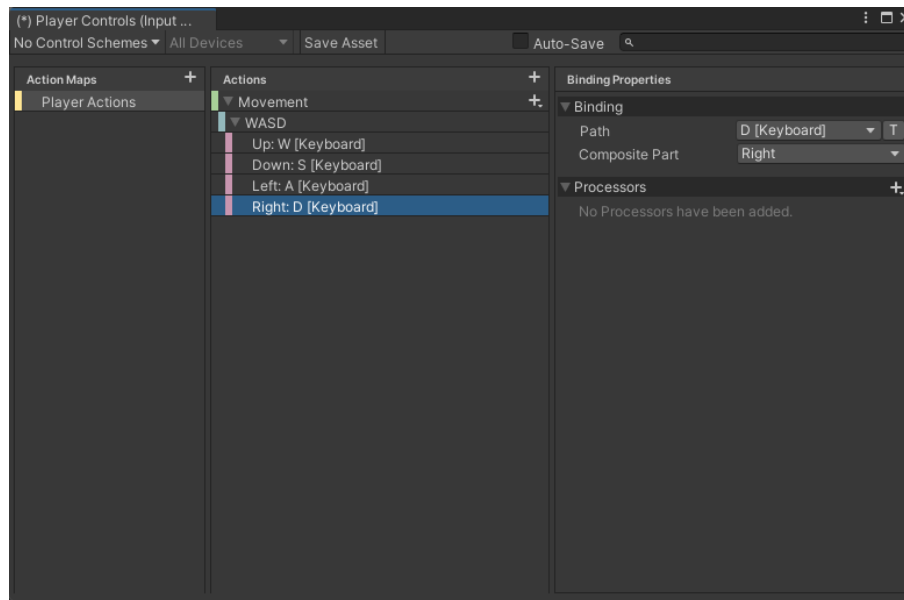 (*) Player Controls (Input ...
No Control Schemes All Devices Save Asset Auto-Save
Action Maps + Actions + Binding Properties
Player Actions Movement + Binding
WASD Path D [Keyboard] T
Up: W [Keyboard] Composite Part Right
Down: S [Keyboard]
Left: A [Keyboard] Processors +
Right: D [Keyboard] No Processors have been added.